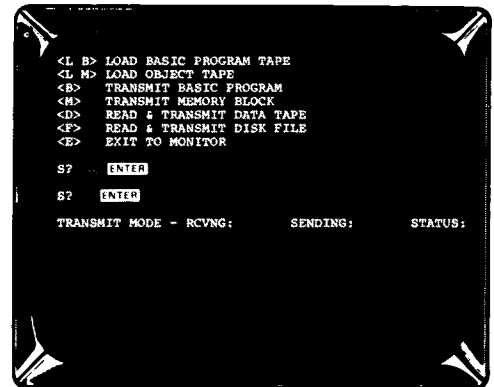 <L B> LOAD BASIC PROGRAM TAPE
<L M> LOAD OBJECT TAPE
<B> TRANSMIT BASIC PROGRAM
<M> TRANSMIT MEMORY BLOCK
<D> READ & TRANSMIT DATA TAPE
<F> READ & TRANSMIT DISK FILE
<E> EXIT TO MONITOR
S? ENTER
S? ENTER
TRANSMIT MODE - RCVNG: SENDING: STATUS: